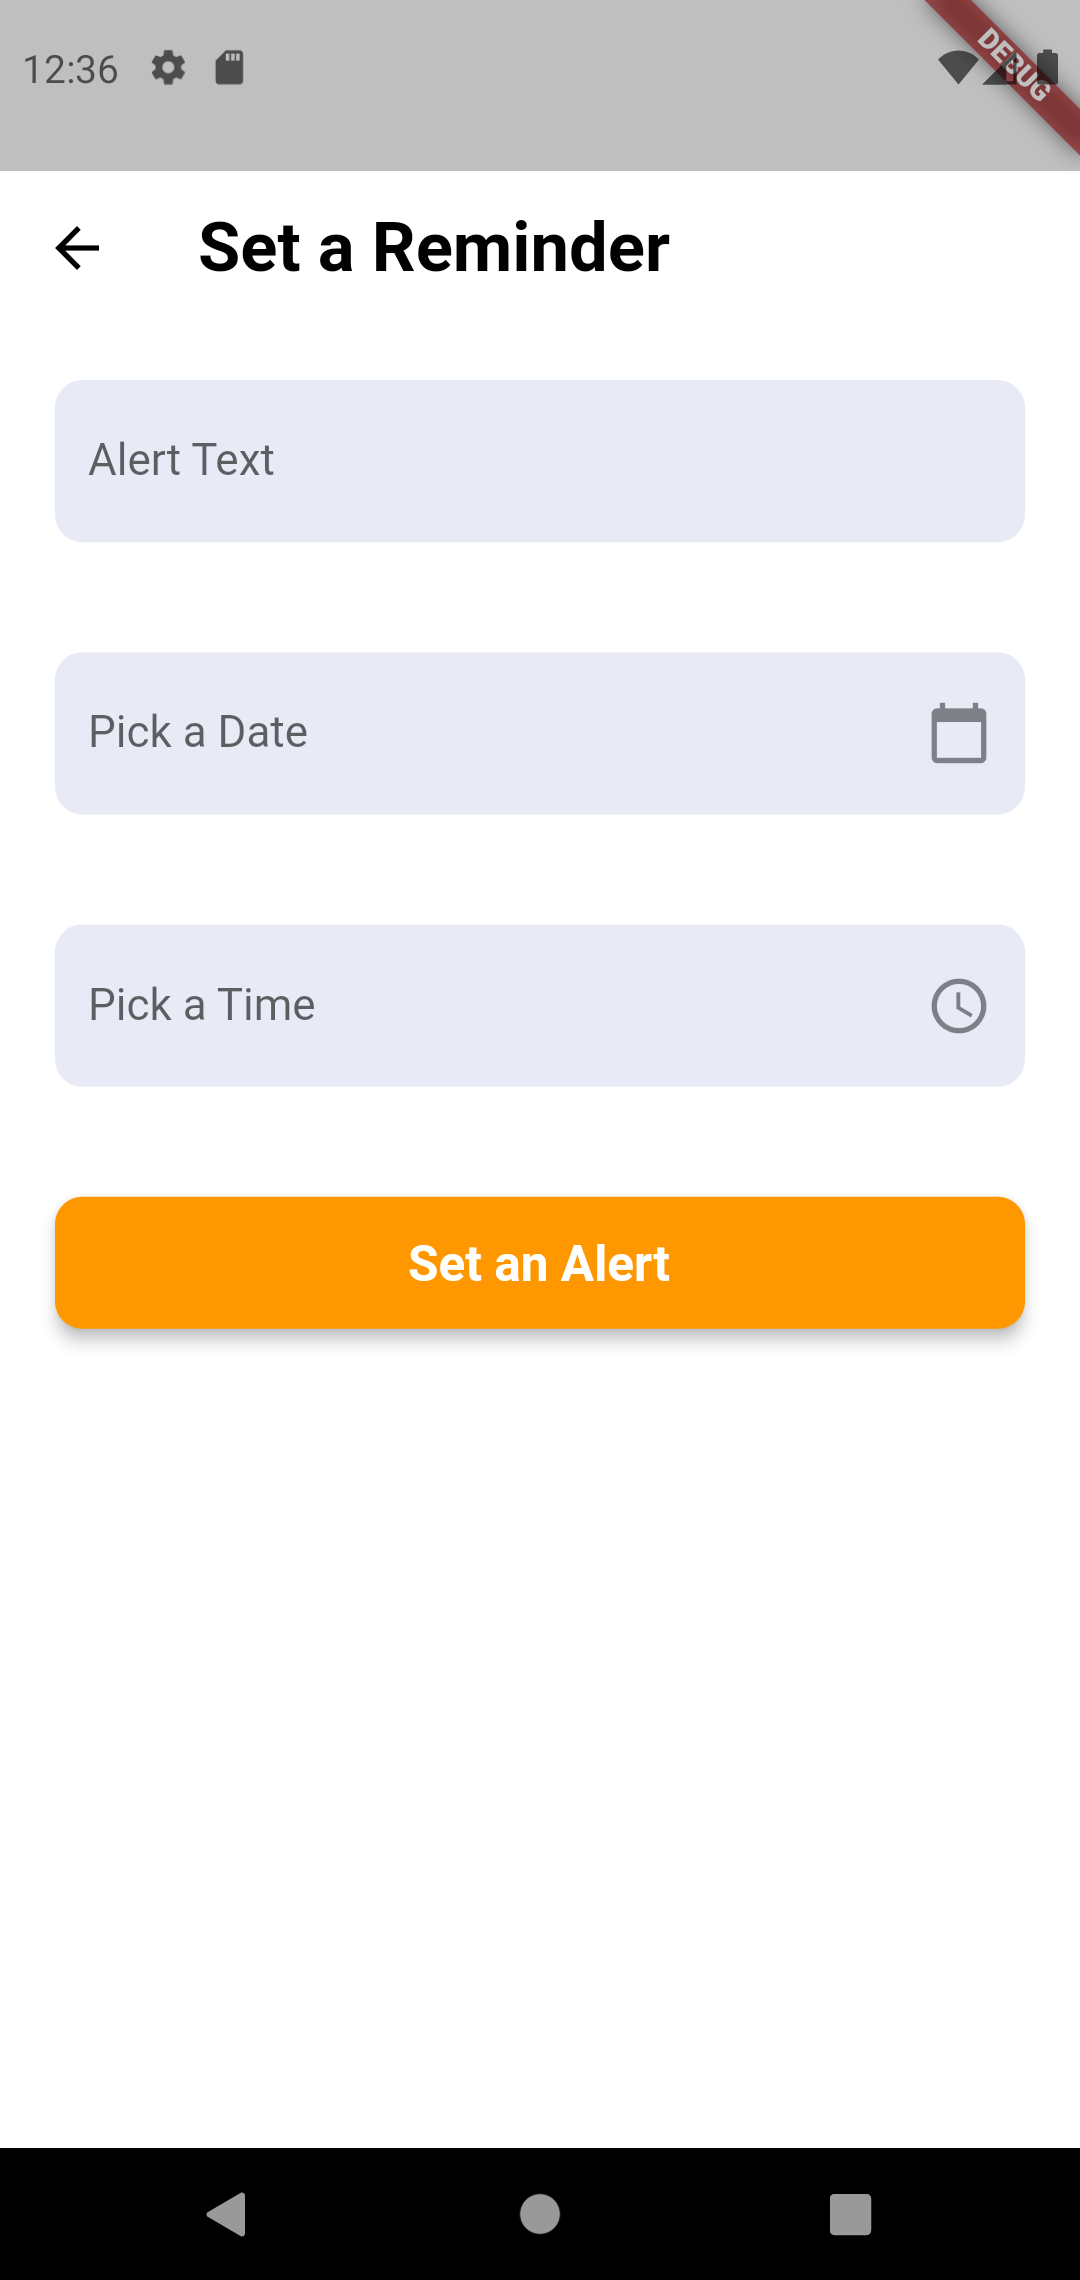 12:36
DEBUG
Set a Reminder
Alert Text
Pick a Date
Pick a Time
Set an Alert